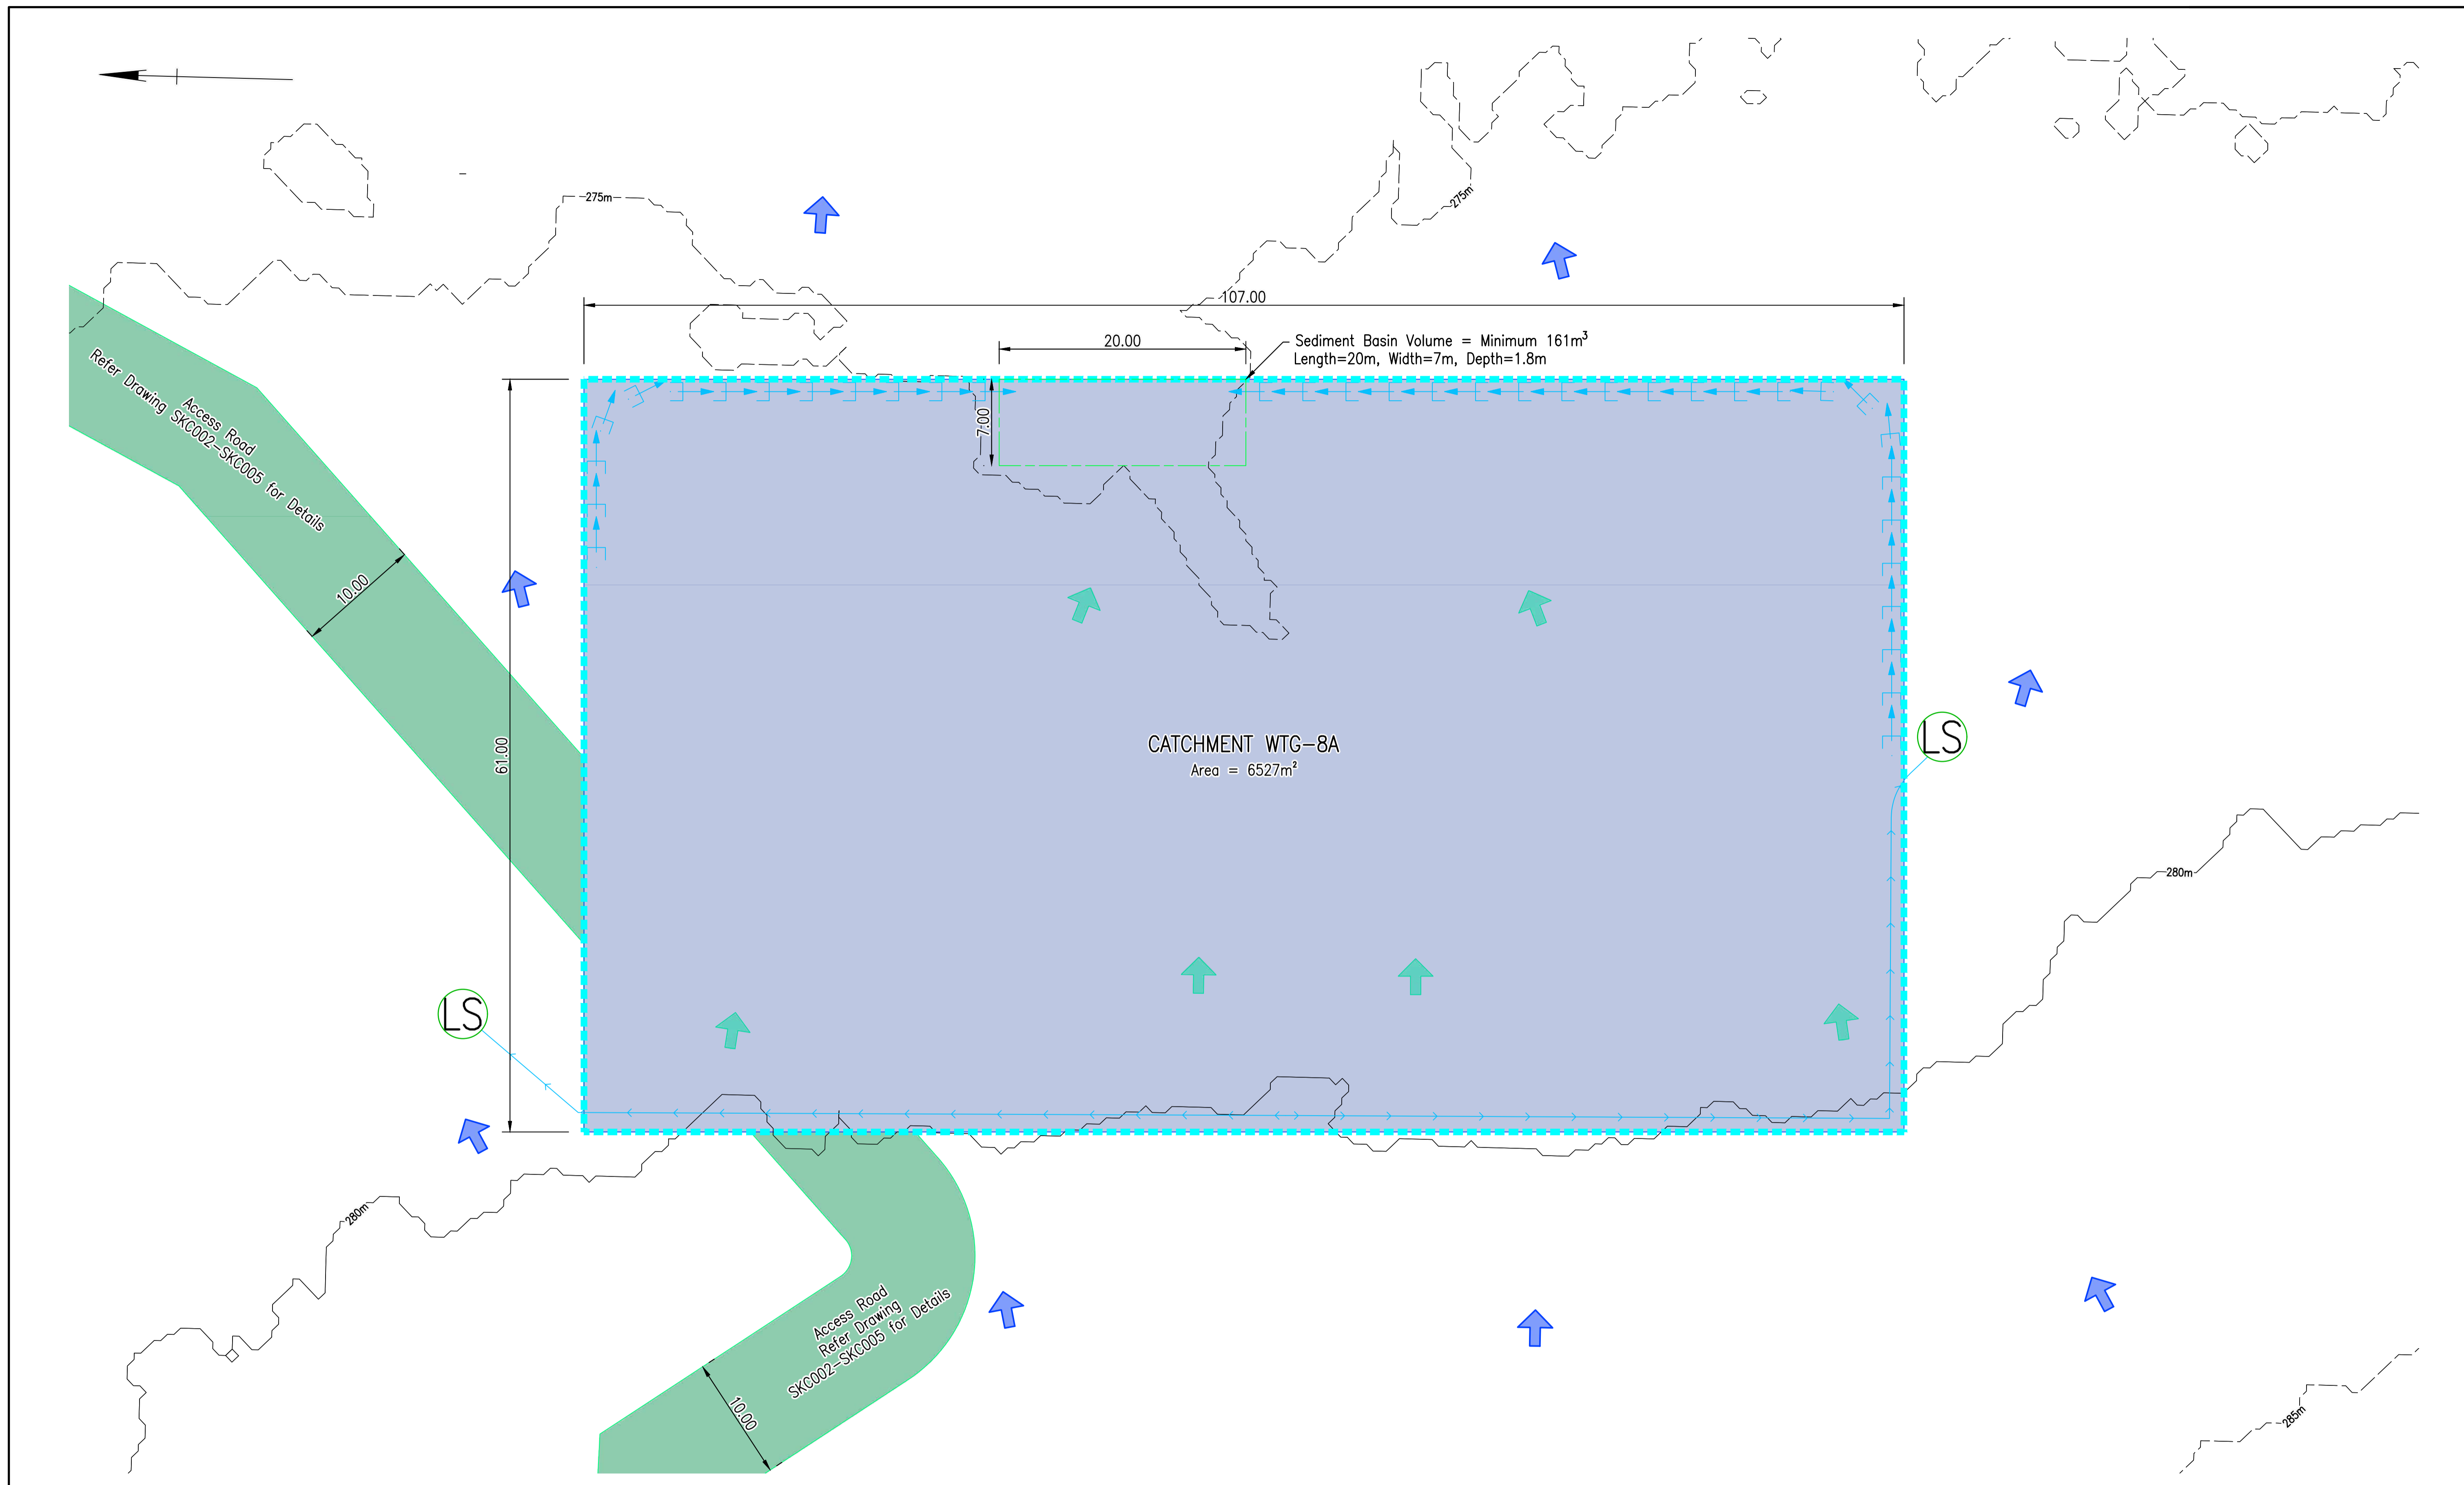 275m
275m
107.00
20.00
Sediment Basin Volume = Minimum 161m³
Length=20m, Width=7m, Depth=1.8m
Access Road
Refer Drawing SKC002-SKC005 for Details
7.00
10.00
61.00
CATCHMENT WTG-8A
Area = 6527m²
LS
280m
LS
280m
Access Road
Refer Drawing
SKC002-SKC005 for Details
10.00
285m